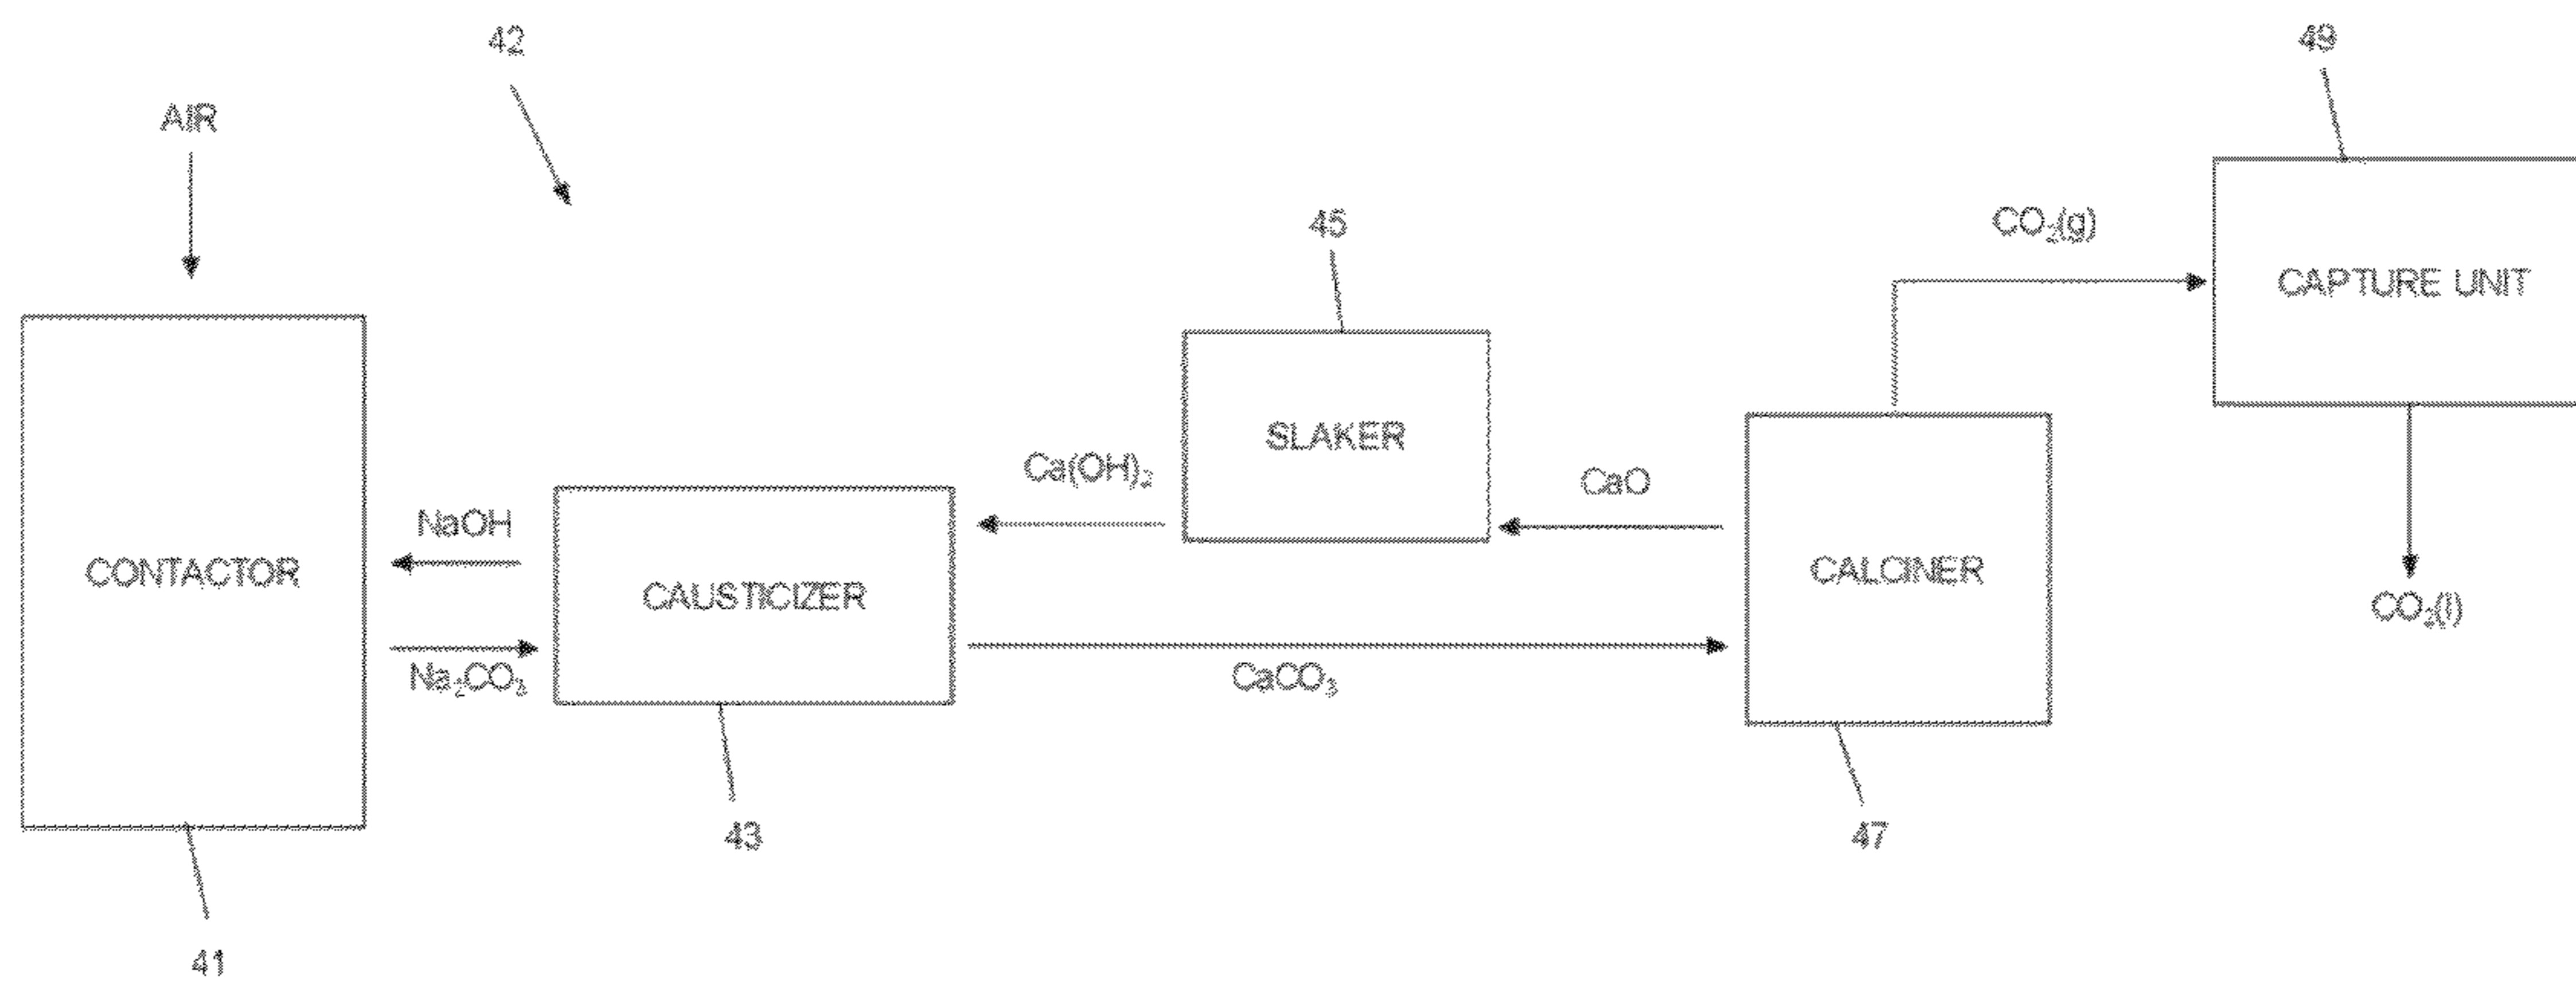 42
49
AIR
45
CO₂(g)
CAPTURE UNIT
SLAKER
Ca(OH)₂
CaO
NaOH
CONTACTOR
CAUSTICIZER
CALCINER
CO₂(l)
Na₂CO₃
CaCO₃
43
47
41